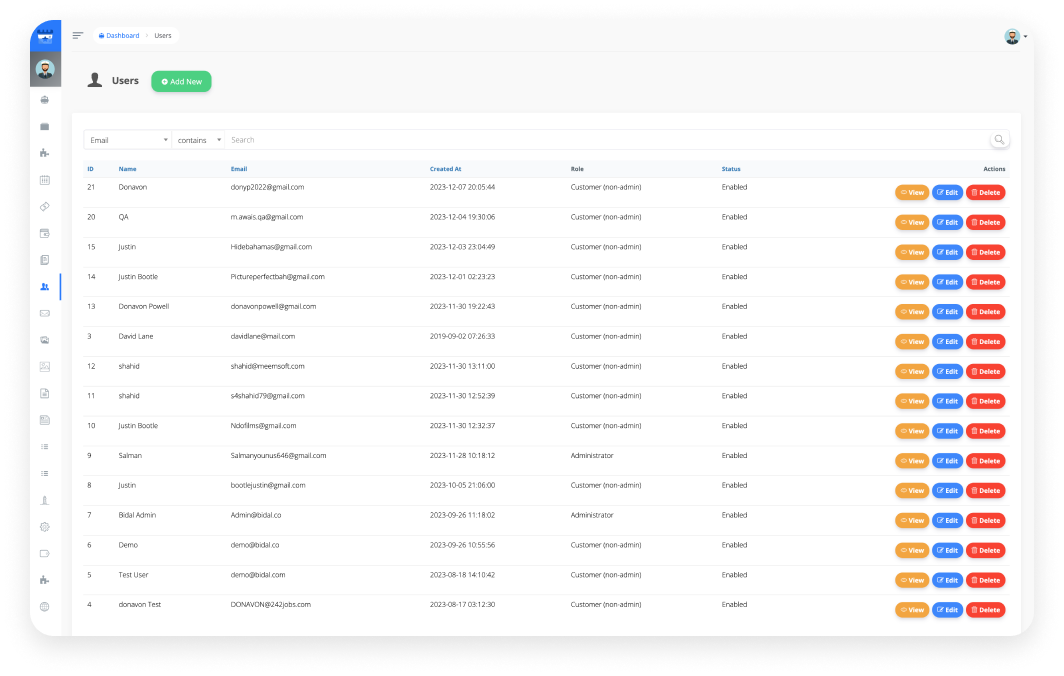 Dashboard Users
Users Add New
Email contains Search
ID Name Email Created At Role Status Actions
21 Donavon donyp2022@gmail.com 2023-12-07 20:05:44 Customer (non-admin) Enabled View Edit Delete
20 QA m.awais.qa@gmail.com 2023-12-04 19:30:06 Customer (non-admin) Enabled View Edit Delete
15 Justin Hidebahamas@gmail.com 2023-12-03 23:04:49 Customer (non-admin) Enabled View Edit Delete
14 Justin Bootle Pictureperfectbah@gmail.com 2023-12-01 02:23:23 Customer (non-admin) Enabled View Edit Delete
13 Donavon Powell donavonpowell@gmail.com 2023-11-30 19:22:43 Customer (non-admin) Enabled View Edit Delete
3 David Lane davidlane@mail.com 2019-09-02 07:26:33 Customer (non-admin) Enabled View Edit Delete
12 shahid shahid@meemsoft.com 2023-11-30 13:11:00 Customer (non-admin) Enabled View Edit Delete
11 shahid s4shahid79@gmail.com 2023-11-30 12:52:39 Customer (non-admin) Enabled View Edit Delete
10 Justin Bootle Ndofilms@gmail.com 2023-11-30 12:32:37 Customer (non-admin) Enabled View Edit Delete
9 Salman Salmanyounus646@gmail.com 2023-11-28 10:18:12 Administrator Enabled View Edit Delete
8 Justin bootlejustin@gmail.com 2023-10-05 21:06:00 Customer (non-admin) Enabled View Edit Delete
7 Bidal Admin Admin@bidal.co 2023-09-26 11:18:02 Administrator Enabled View Edit Delete
6 Demo demo@bidal.co 2023-09-26 10:55:56 Customer (non-admin) Enabled View Edit Delete
5 Test User demo@bidal.com 2023-08-18 14:10:42 Customer (non-admin) Enabled View Edit Delete
4 donavon Test DONAVON@242jobs.com 2023-08-17 03:12:30 Customer (non-admin) Enabled View Edit Delete